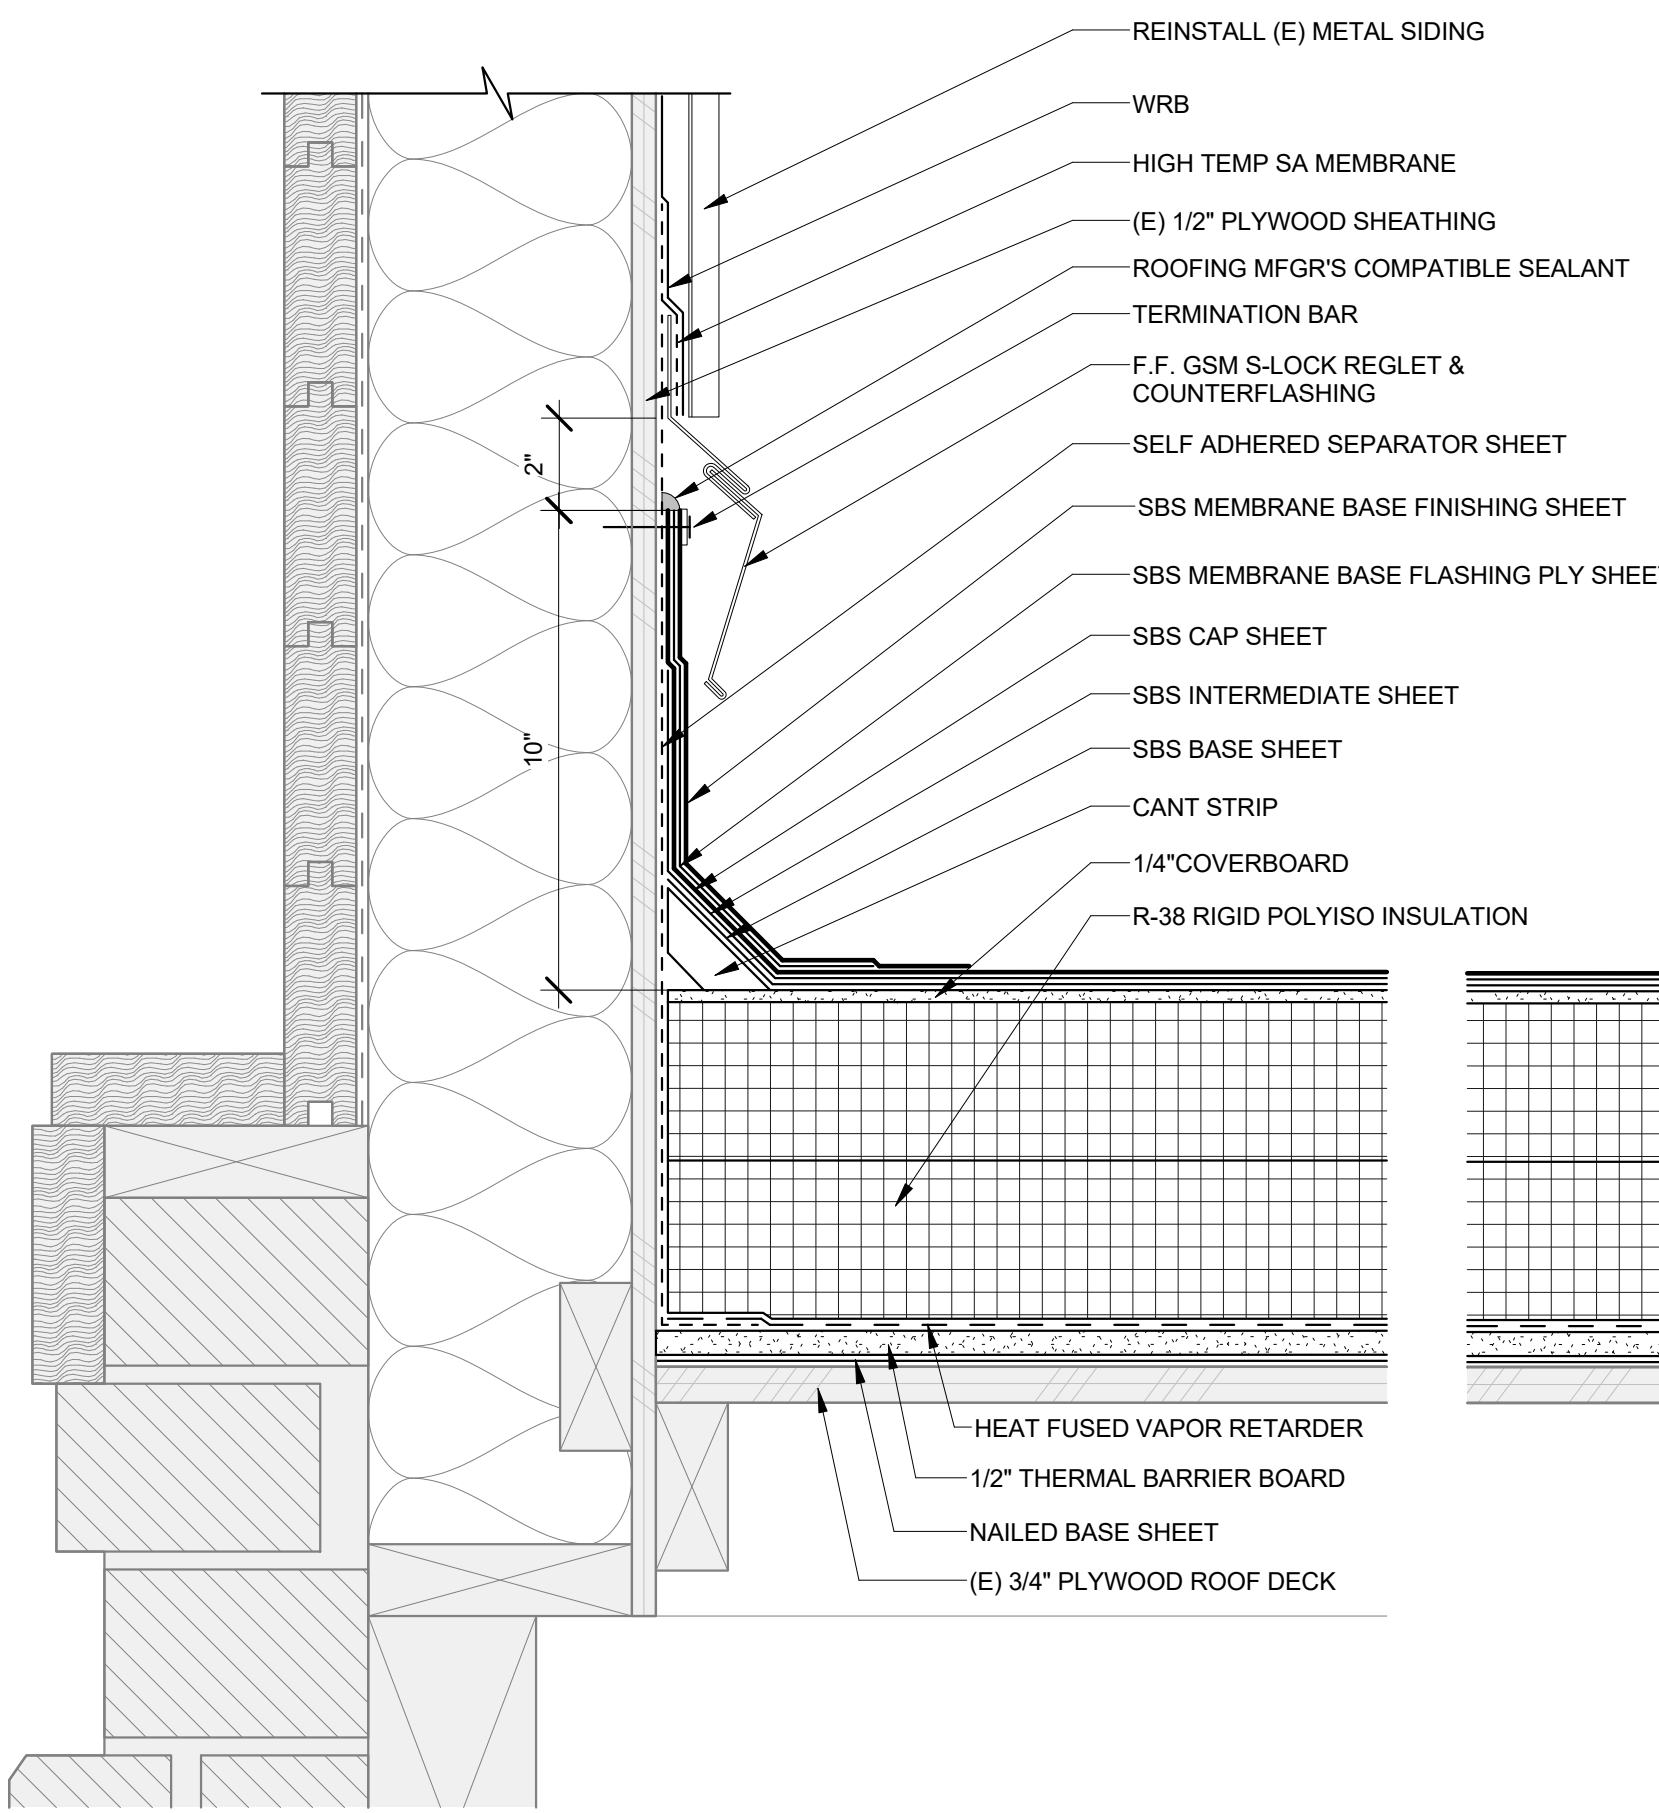 REINSTALL (E) METAL SIDING
WRB
HIGH TEMP SA MEMBRANE
(E) 1/2" PLYWOOD SHEATHING
ROOFING MFGR'S COMPATIBLE SEALANT
TERMINATION BAR
F.F. GSM S-LOCK REGLET &
COUNTERFLASHING
SELF ADHERED SEPARATOR SHEET
2"
SBS MEMBRANE BASE FINISHING SHEET
SBS MEMBRANE BASE FLASHING PLY SHEET
SBS CAP SHEET
SBS INTERMEDIATE SHEET
10"
SBS BASE SHEET
CANT STRIP
1/4"COVERBOARD
R-38 RIGID POLYISO INSULATION
HEAT FUSED VAPOR RETARDER
1/2" THERMAL BARRIER BOARD
NAILED BASE SHEET
(E) 3/4" PLYWOOD ROOF DECK